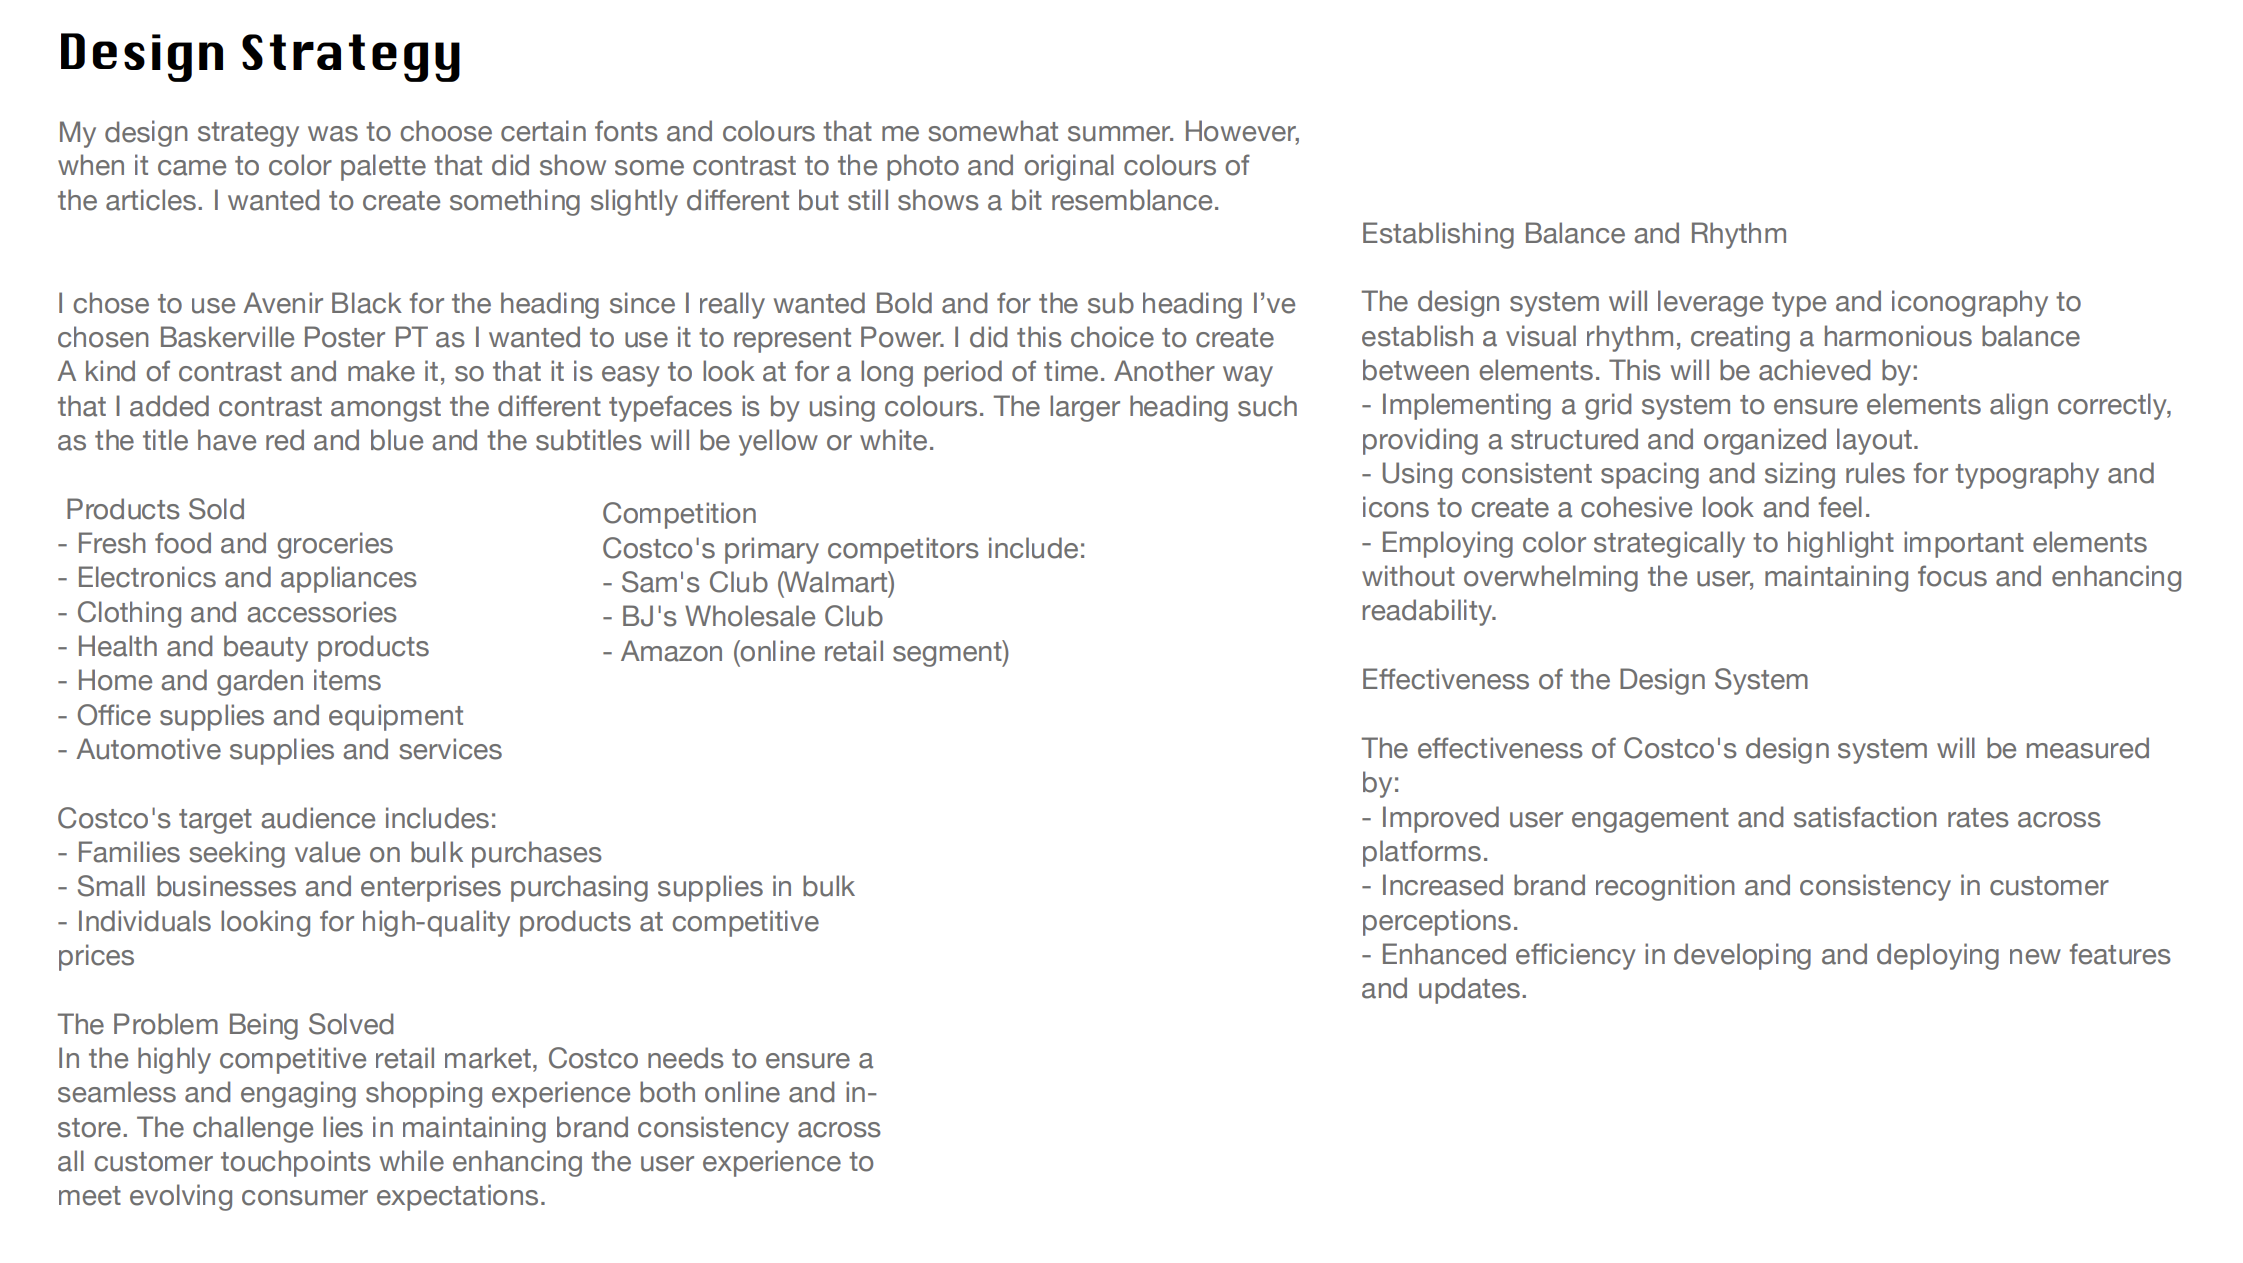 Design Strategy
My design strategy was to choose certain fonts and colours that me somewhat summer. However,
when it came to color palette that did show some contrast to the photo and original colours of
the articles. I wanted to create something slightly different but still shows a bit resemblance.
I chose to use Avenir Black for the heading since I really wanted Bold and for the sub heading I’ve
chosen Baskerville Poster PT as I wanted to use it to represent Power. I did this choice to create
A kind of contrast and make it, so that it is easy to look at for a long period of time. Another way
that I added contrast amongst the different typefaces is by using colours. The larger heading such
as the title have red and blue and the subtitles will be yellow or white.
Products Sold
- Fresh food and groceries
- Electronics and appliances
- Clothing and accessories
- Health and beauty products
- Home and garden items
- Office supplies and equipment
- Automotive supplies and services
Competition
Costco's primary competitors include:
- Sam's Club (Walmart)
- BJ's Wholesale Club
- Amazon (online retail segment)
Costco's target audience includes:
- Families seeking value on bulk purchases
- Small businesses and enterprises purchasing supplies in bulk
- Individuals looking for high-quality products at competitive
prices
The Problem Being Solved
In the highly competitive retail market, Costco needs to ensure a
seamless and engaging shopping experience both online and in-
store. The challenge lies in maintaining brand consistency across
all customer touchpoints while enhancing the user experience to
meet evolving consumer expectations.
Establishing Balance and Rhythm
The design system will leverage type and iconography to
establish a visual rhythm, creating a harmonious balance
between elements. This will be achieved by:
- Implementing a grid system to ensure elements align correctly,
providing a structured and organized layout.
- Using consistent spacing and sizing rules for typography and
icons to create a cohesive look and feel.
- Employing color strategically to highlight important elements
without overwhelming the user, maintaining focus and enhancing
readability.
Effectiveness of the Design System
The effectiveness of Costco's design system will be measured
by:
- Improved user engagement and satisfaction rates across
platforms.
- Increased brand recognition and consistency in customer
perceptions.
- Enhanced efficiency in developing and deploying new features
and updates.